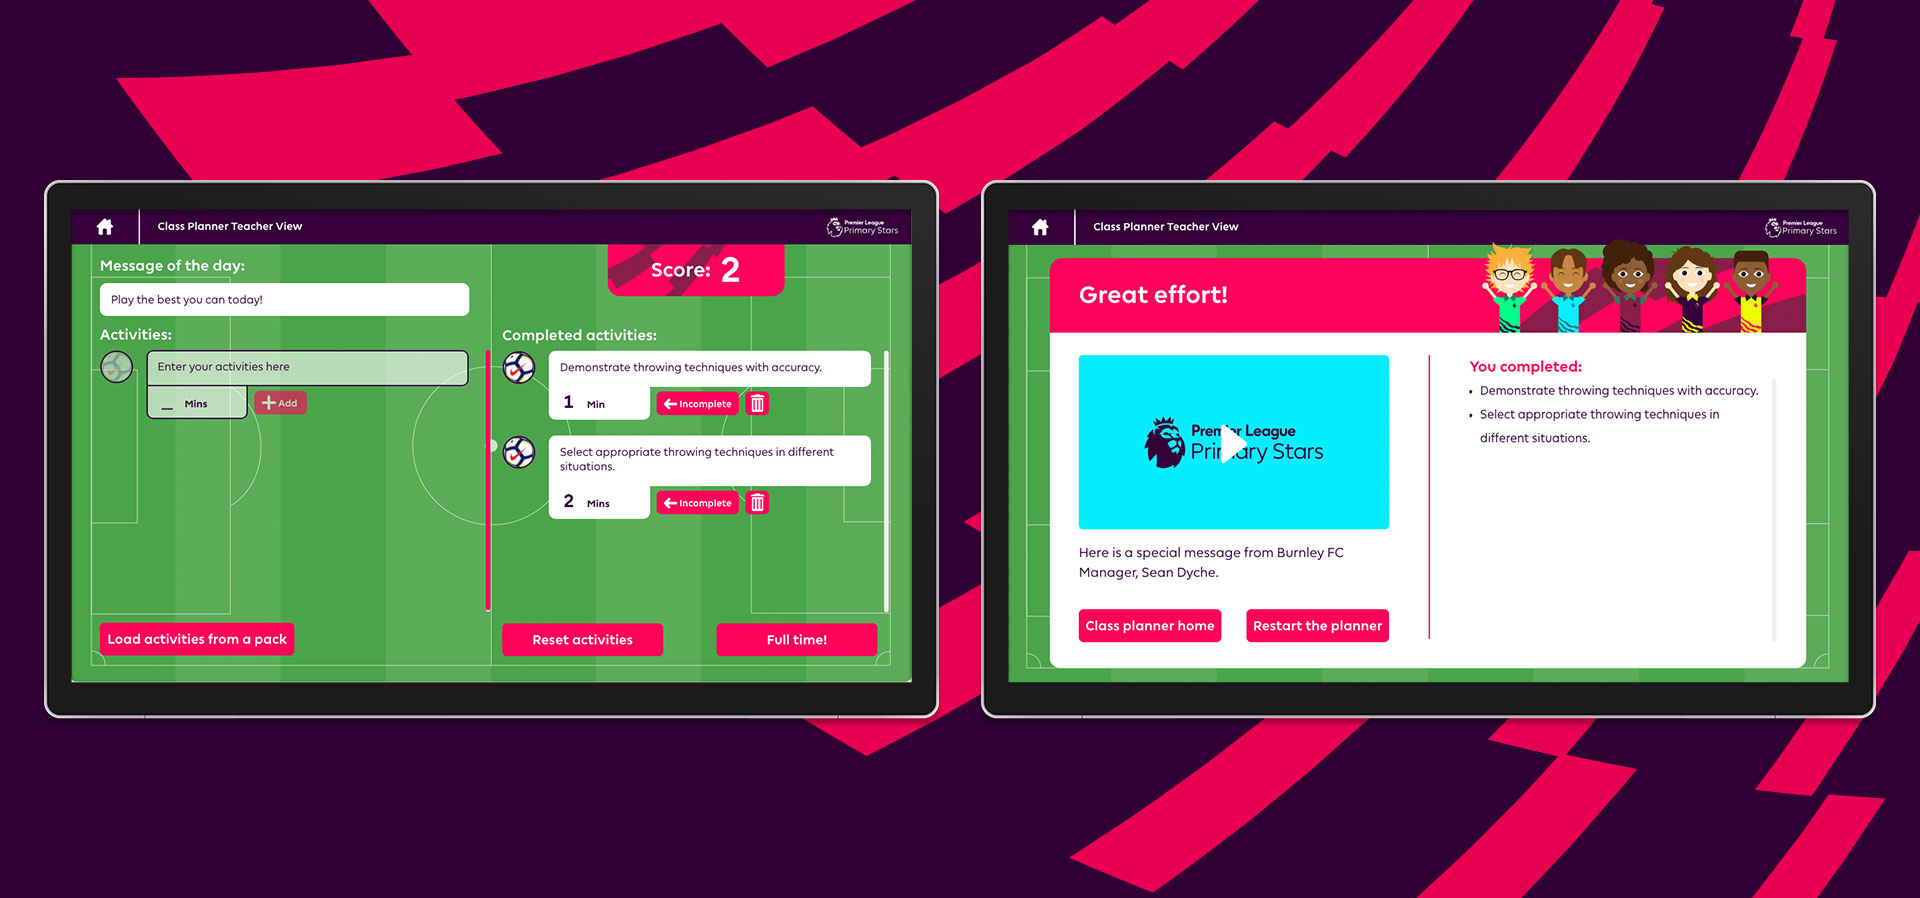 Class Planner Teacher View
Premier League
Primary Stars
Message of the day:
Score: 2
Play the best you can today!
Activities:
Enter your activities here
_ Mins
Add
Completed activities:
Demonstrate throwing techniques with accuracy.
1 Min
Incomplete
Select appropriate throwing techniques in different
situations.
2 Mins
Incomplete
Load activities from a pack
Reset activities
Full time!
Class Planner Teacher View
Premier League
Primary Stars
Great effort!
Premier League
Primary Stars
Here is a special message from Burnley FC
Manager, Sean Dyche.
Class planner home
Restart the planner
You completed:
• Demonstrate throwing techniques with accuracy.
• Select appropriate throwing techniques in
different situations.